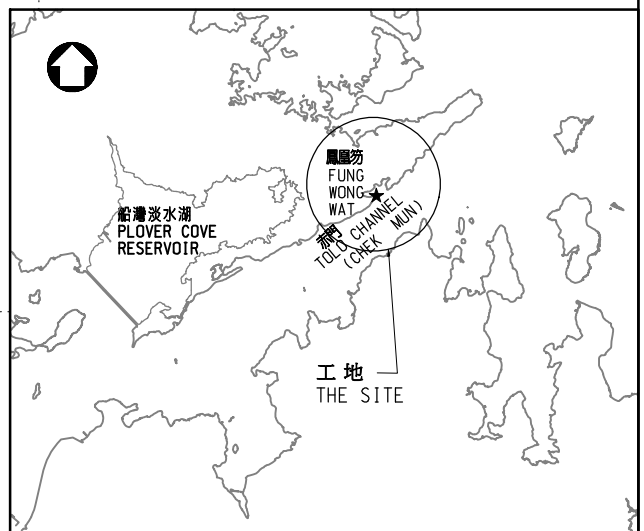 鳳凰笏
FUNG
WONG
WAT
船灣淡水湖
PLOVER COVE
RESERVOIR
赤門
TOLO CHANNEL
(CHEK MUN)
工地
THE SITE